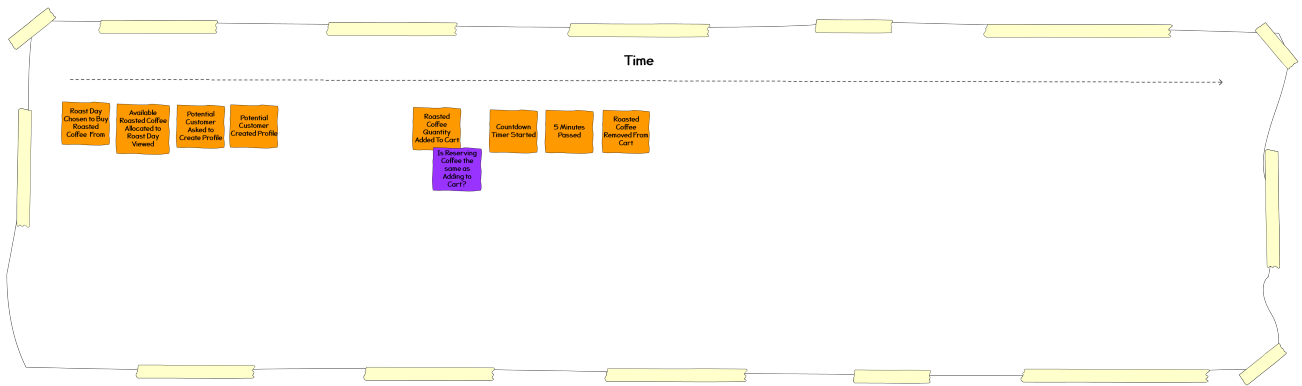 Time
Roast Day
Chosen to Buy
Roasted
Coffee From
Available
Roasted Coffee
Allocated to
Roast Day
Viewed
Potential
Customer
Asked to
Create Profile
Potential
Customer
Created Profile
Roasted
Coffee
Quantity
Added To Cart
Is Reserving
Coffee the
same as
Adding to
Cart?
Countdown
Timer Started
5 Minutes
Passed
Roasted
Coffee
Removed From
Cart